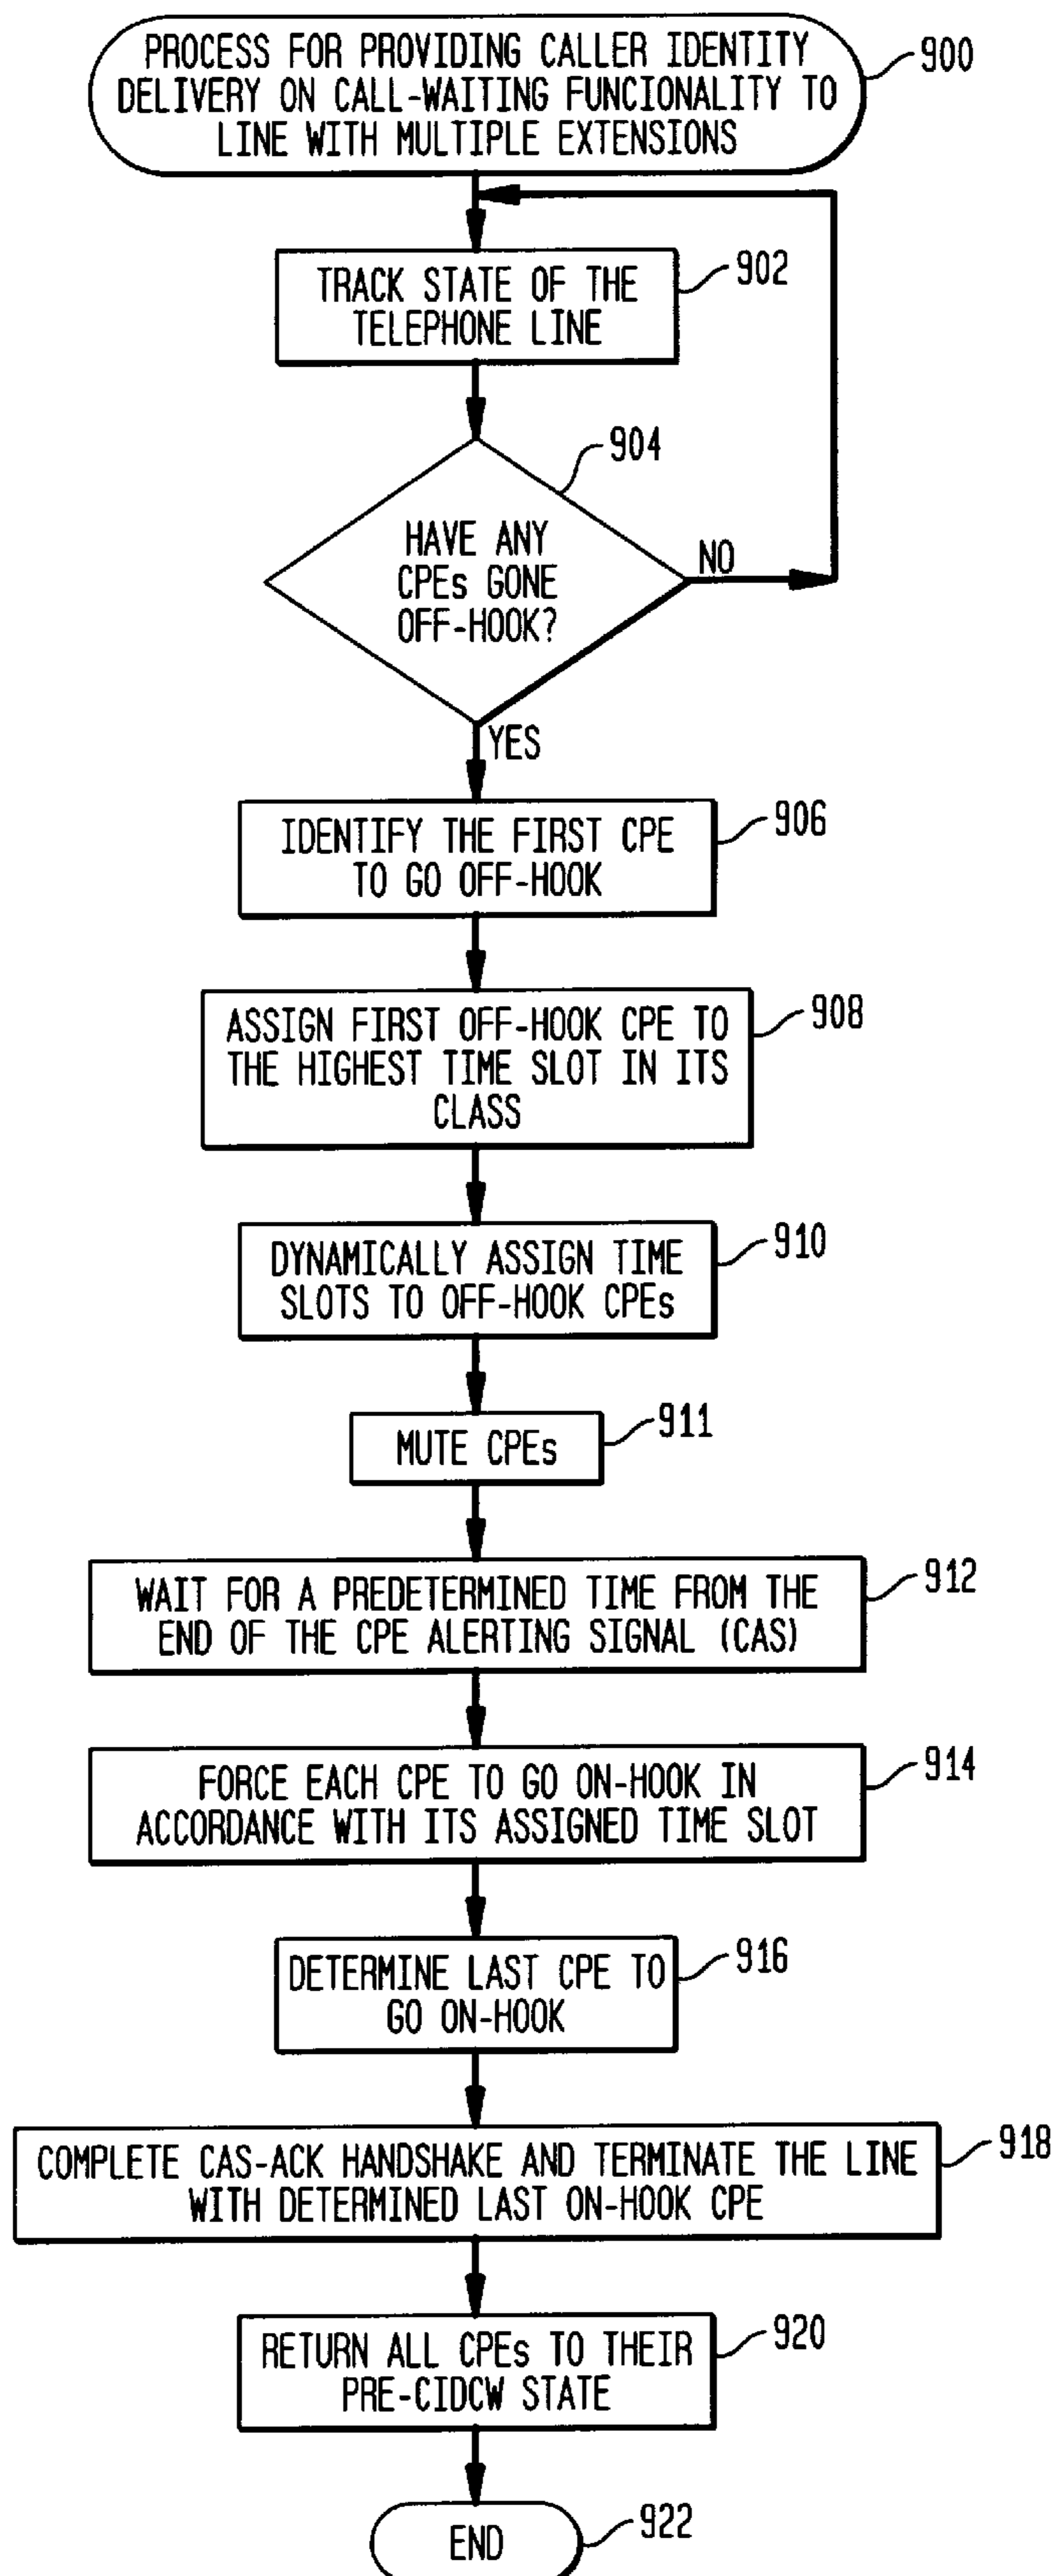 PROCESS FOR PROVIDING CALLER IDENTITY
DELIVERY ON CALL-WAITING FUNCIONALITY TO
LINE WITH MULTIPLE EXTENSIONS
900
TRACK STATE OF THE
TELEPHONE LINE
902
HAVE ANY
CPEs GONE
OFF-HOOK?
904
NO
YES
IDENTIFY THE FIRST CPE
TO GO OFF-HOOK
906
ASSIGN FIRST OFF-HOOK CPE TO
THE HIGHEST TIME SLOT IN ITS
CLASS
908
DYNAMICALLY ASSIGN TIME
SLOTS TO OFF-HOOK CPEs
910
MUTE CPEs
911
WAIT FOR A PREDETERMINED TIME FROM THE
END OF THE CPE ALERTING SIGNAL (CAS)
912
FORCE EACH CPE TO GO ON-HOOK IN
ACCORDANCE WITH ITS ASSIGNED TIME SLOT
914
DETERMINE LAST CPE TO
GO ON-HOOK
916
COMPLETE CAS-ACK HANDSHAKE AND TERMINATE THE LINE
WITH DETERMINED LAST ON-HOOK CPE
918
RETURN ALL CPEs TO THEIR
PRE-CIDCW STATE
920
END
922